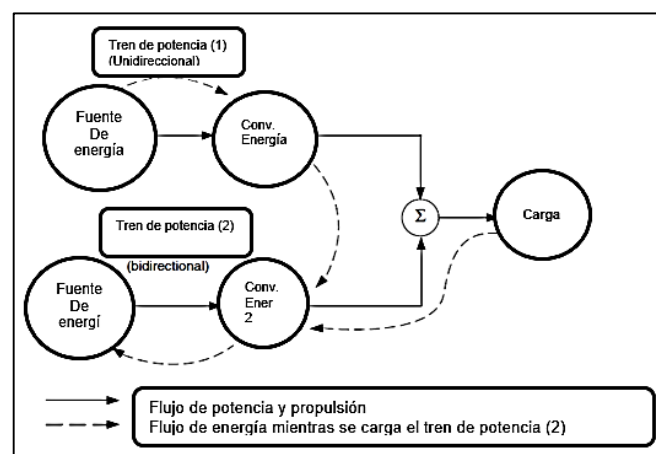 Tren de potencia (1)
(Unidireccional)
Fuente
De
energía
Conv.
Energía
Σ
Carga
Tren de potencia (2)
(bidirectional)
Fuente
De
energí
Conv.
Ener
2
Flujo de potencia y propulsión
Flujo de energía mientras se carga el tren de potencia (2)